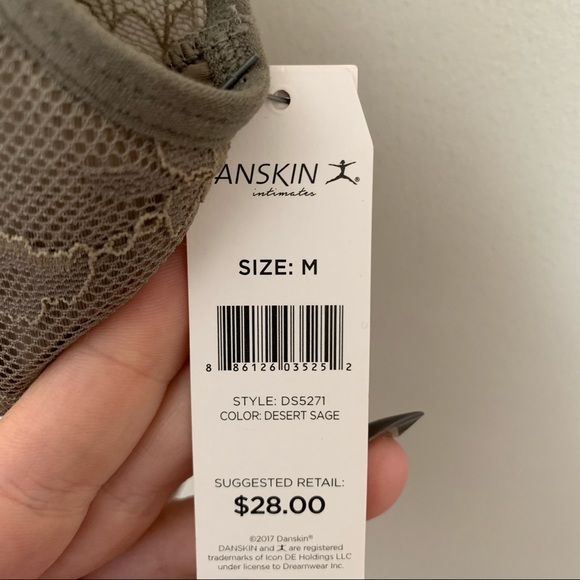 DANSKIN ®
intimates
SIZE: M
8 86126 03525 2
STYLE: DS5271
COLOR: DESERT SAGE
SUGGESTED RETAIL:
$28.00
©2017 Danskin®
DANSKIN and are registered
trademarks of Icon DE Holdings LLC
under license to Dreamwear Inc.